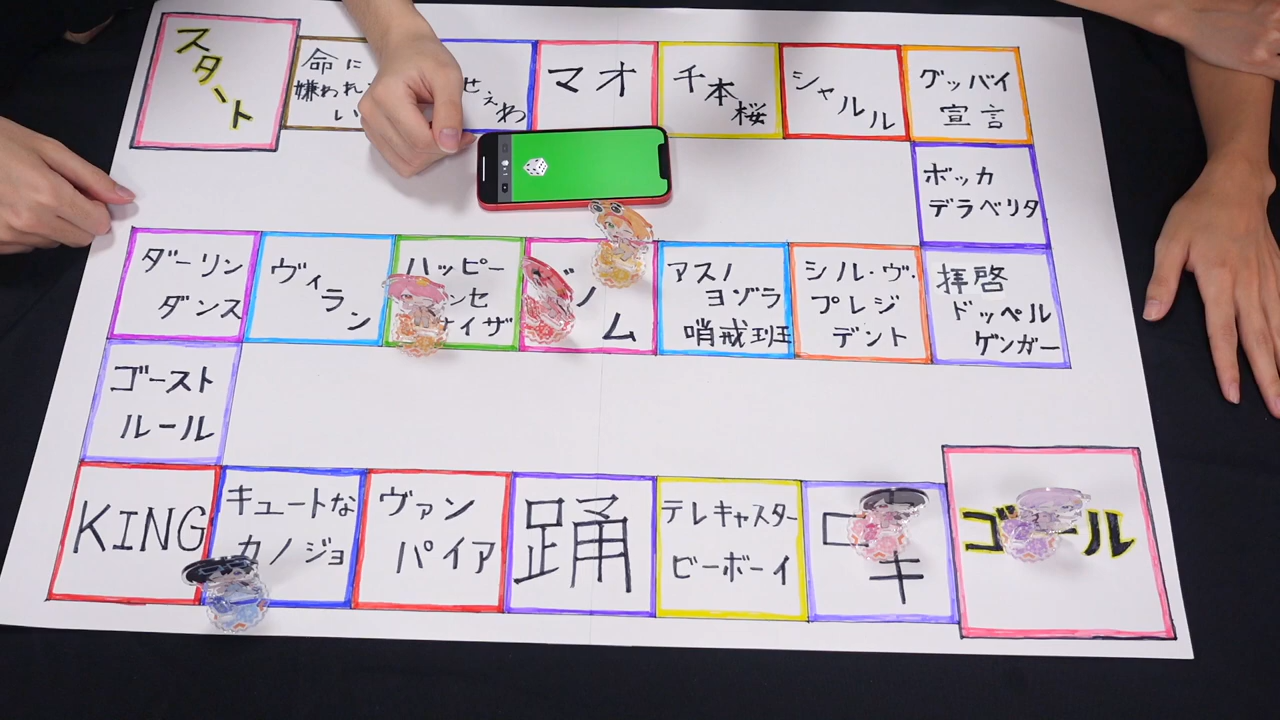 スタート
命に
嫌われ
い
せぇわ
マオ
千本桜
シャルル
グッバイ
宣言
ボッカ
デラベリタ
ダーリン
ダンス
ヴィラン
ハッピー
ンセ
ナイザ
ノム
アスノ
ヨゾラ
哨戒班
シル・ヴ・
プレジ
デント
拝啓
ドッペル
ゲンガー
ゴースト
ルール
KING
キュートな
カノジョ
ヴァン
パイア
踊
テレキャスター
ビーボーイ
ロキ
ゴール